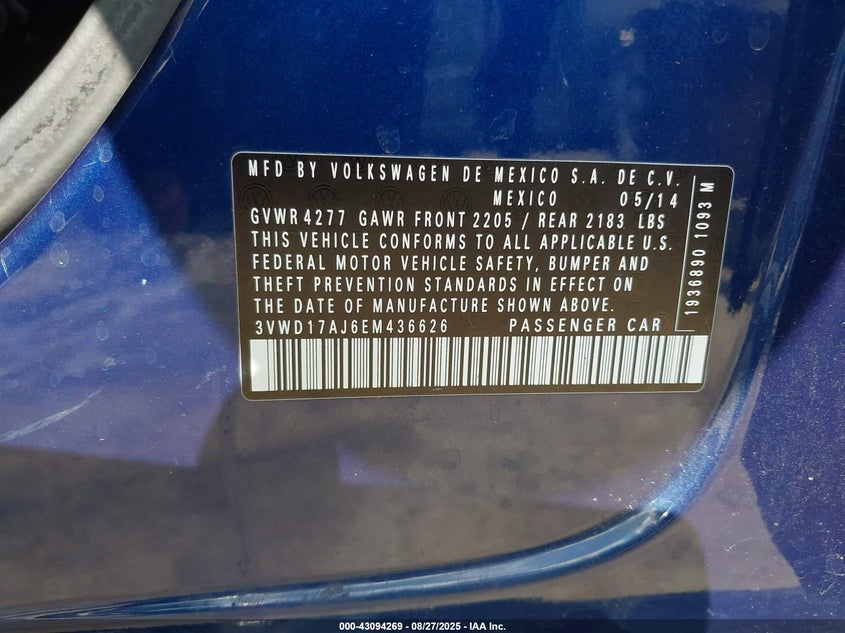 MFD BY VOLKSWAGEN DE MEXICO S.A. DE C.V.
MEXICO 05/14
GVWR 4277 GAWR FRONT 2205 / REAR 2183 LBS
THIS VEHICLE CONFORMS TO ALL APPLICABLE U.S.
FEDERAL MOTOR VEHICLE SAFETY, BUMPER AND
THEFT PREVENTION STANDARDS IN EFFECT ON
THE DATE OF MANUFACTURE SHOWN ABOVE.
3VWD17AJ6EM436626 PASSENGER CAR
1936890 1093 M
000-43094269 - 08/27/2025 - IAA Inc.